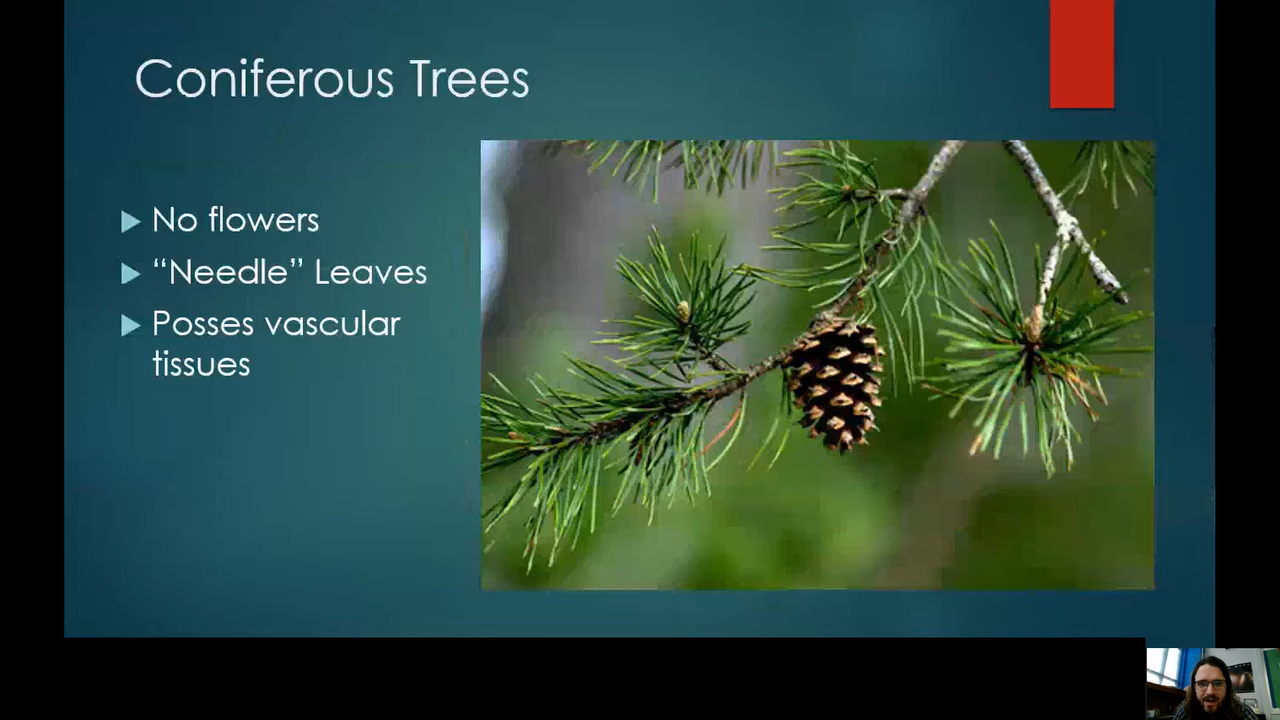 Coniferous Trees
No flowers
“Needle” Leaves
Posses vascular
tissues